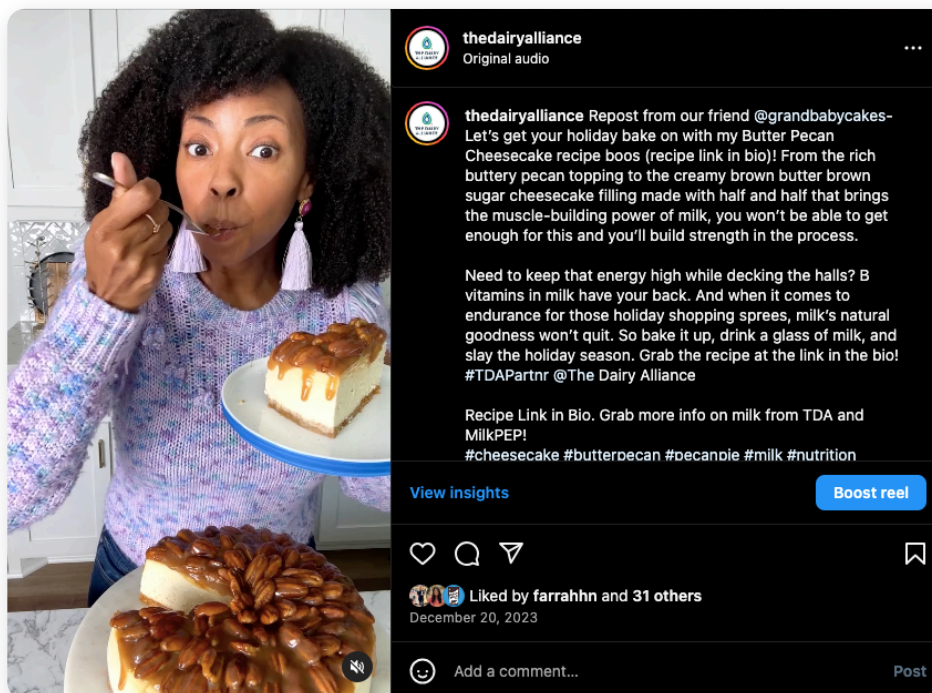 thedairyalliance
Original audio
thedairyalliance Repost from our friend @grandbabycakes-
Let’s get your holiday bake on with my Butter Pecan
Cheesecake recipe boos (recipe link in bio)! From the rich
buttery pecan topping to the creamy brown butter brown
sugar cheesecake filling made with half and half that brings
the muscle-building power of milk, you won’t be able to get
enough for this and you’ll build strength in the process.
Need to keep that energy high while decking the halls? B
vitamins in milk have your back. And when it comes to
endurance for those holiday shopping sprees, milk’s natural
goodness won’t quit. So bake it up, drink a glass of milk, and
slay the holiday season. Grab the recipe at the link in the bio!
#TDAPartnr @The Dairy Alliance
Recipe Link in Bio. Grab more info on milk from TDA and
MilkPEP!
#cheesecake #butterpecan #pecanpie #milk #nutrition
View insights
Boost reel
Liked by farrahhn and 31 others
December 20, 2023
Add a comment...
Post